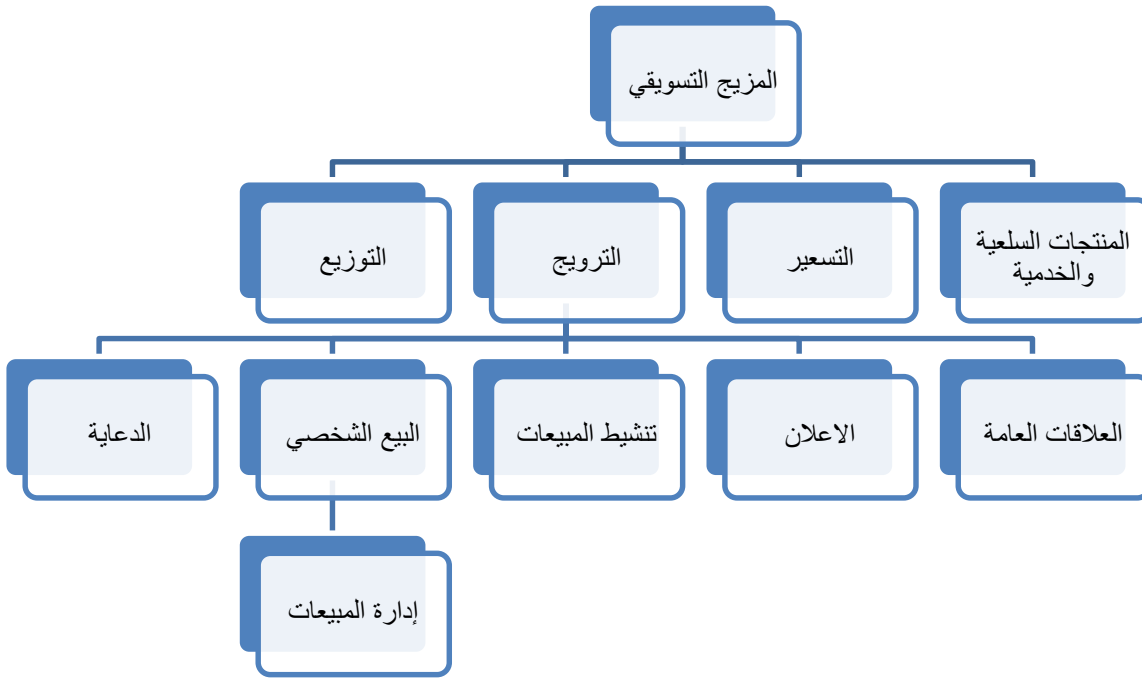 المزيج التسويقي
المنتجات السلعية
والخدمية
التسعير
الترويج
التوزيع
العلاقات العامة
الاعلان
تنشيط المبيعات
البيع الشخصي
الدعاية
إدارة المبيعات